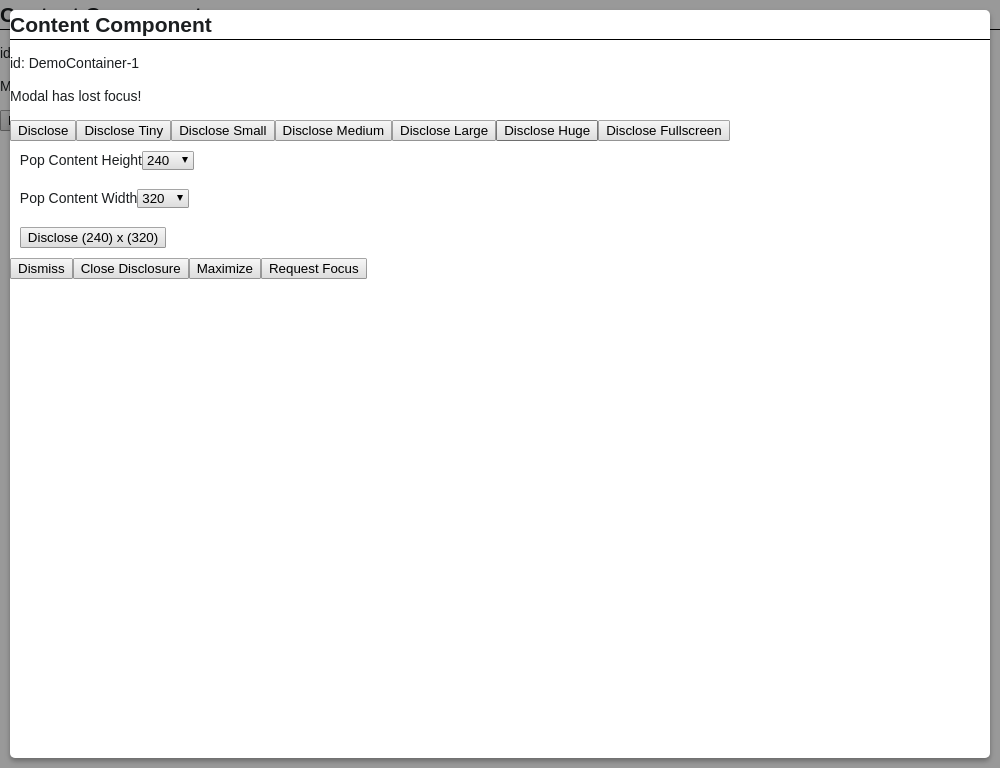 Content Component
id: DemoContainer-1
Modal has lost focus!
Disclose Disclose Tiny Disclose Small Disclose Medium Disclose Large Disclose Huge Disclose Fullscreen
Pop Content Height 240
Pop Content Width 320
Disclose (240) x (320)
Dismiss Close Disclosure Maximize Request Focus